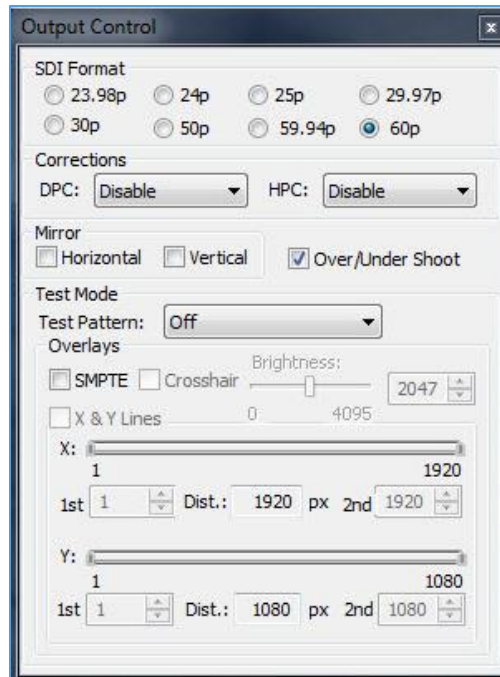 Output Control x
SDI Format
23.98p 24p 25p 29.97p
30p 50p 59.94p 60p
Corrections
DPC: Disable HPC: Disable
Mirror
Horizontal Vertical Over/Under Shoot
Test Mode
Test Pattern: Off
Overlays
Brightness:
SMPTE Crosshair 2047
X & Y Lines 0 4095
X:
1 1920
1st 1 Dist.: 1920 px 2nd 1920
Y:
1 1080
1st 1 Dist.: 1080 px 2nd 1080